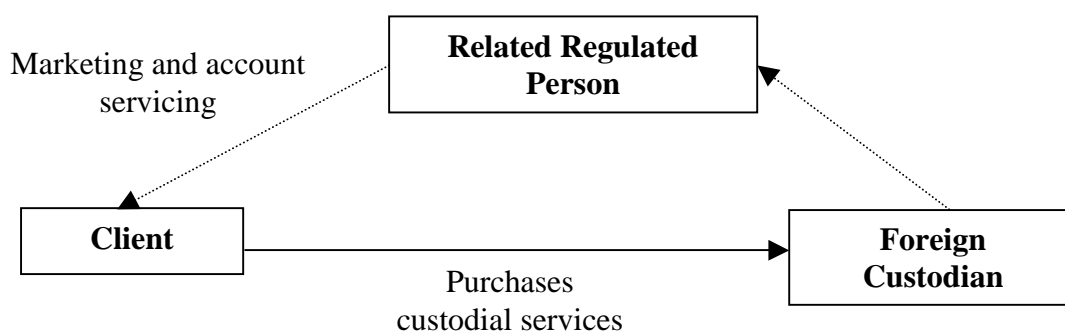 Related Regulated
Person
Marketing and account
servicing
Client
Foreign
Custodian
Purchases
custodial services